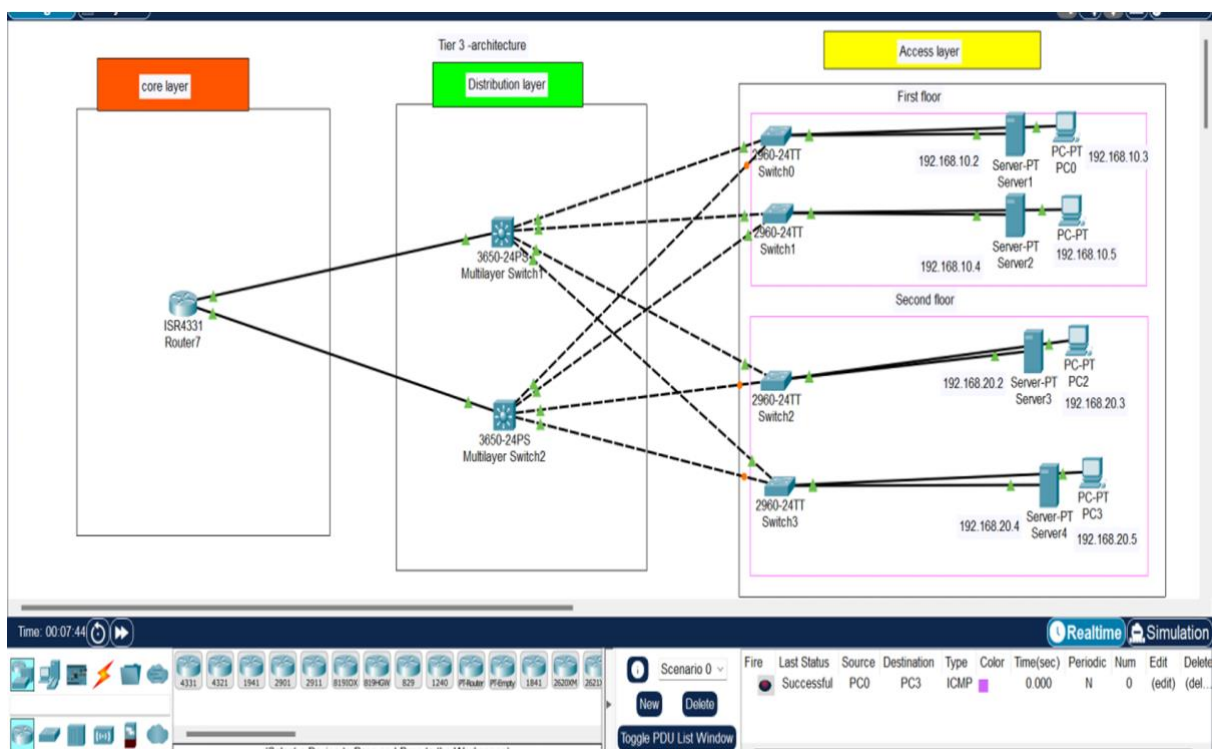 Tier 3 -architecture
core layer
Distribution layer
Access layer
First floor
2960-24TT
Switch0
192.168.10.2
Server-PT
Server1
PC-PT
PC0
192.168.10.3
2960-24TT
Switch1
192.168.10.4
Server-PT
Server2
PC-PT
192.168.10.5
3650-24PS
Multilayer Switch1
ISR4331
Router7
Second floor
2960-24TT
Switch2
192.168.20.2
Server-PT
Server3
PC-PT
PC2
192.168.20.3
3650-24PS
Multilayer Switch2
2960-24TT
Switch3
192.168.20.4
Server-PT
Server4
PC-PT
PC3
192.168.20.5
Time: 00:07:44
Realtime
Simulation
4331 4321 1941 2901 2911 819IOX 819HGW 829 1240 PT-Router PT-Empty 1841 2620XM 2621X
Scenario 0
New
Delete
Toggle PDU List Window
Fire Last Status Source Destination Type Color Time(sec) Periodic Num Edit Delete
Successful PC0 PC3 ICMP 0.000 N 0 (edit) (del...